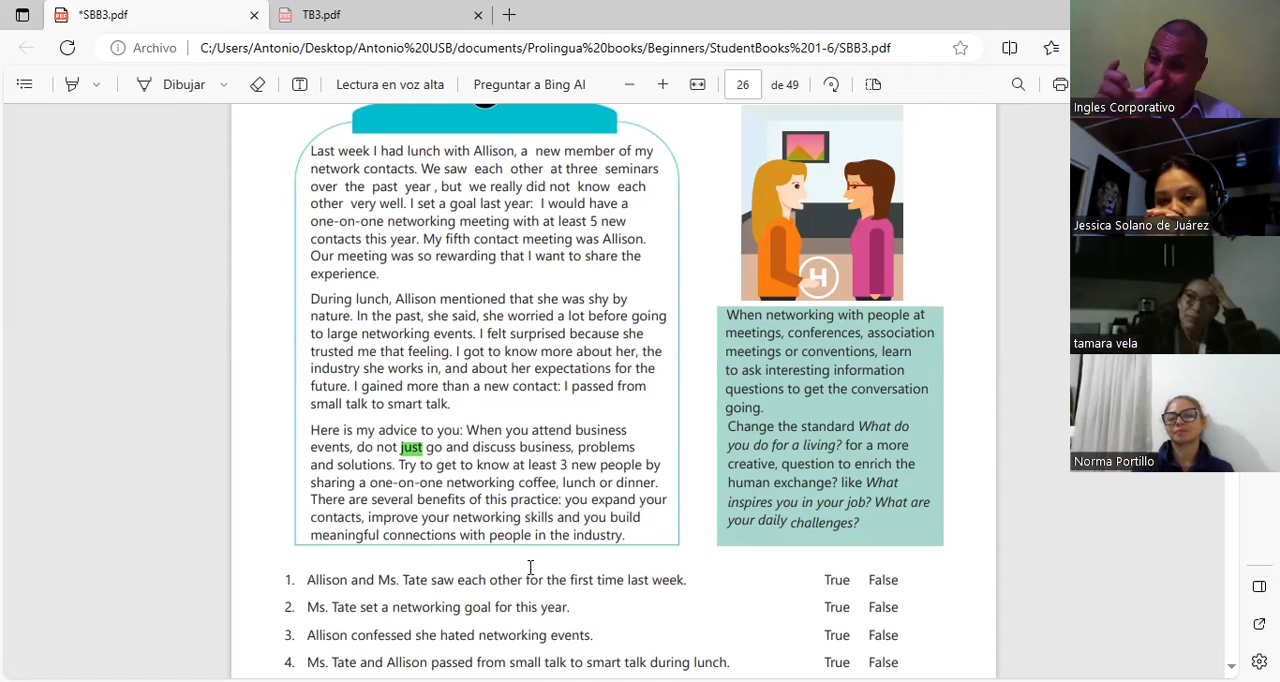 *SBB3.pdf
TB3.pdf
Archivo
C:/Users/Antonio/Desktop/Antonio%20USB/documents/Prolingua%20books/Beginners/StudentBooks%201-6/SBB3.pdf
Dibujar
Lectura en voz alta
Preguntar a Bing AI
26
de 49
Last week I had lunch with Allison, a new member of my
network contacts. We saw each other at three seminars
over the past year , but we really did not know each
other very well. I set a goal last year: I would have a
one-on-one networking meeting with at least 5 new
contacts this year. My fifth contact meeting was Allison.
Our meeting was so rewarding that I want to share the
experience.
During lunch, Allison mentioned that she was shy by
nature. In the past, she said, she worried a lot before going
to large networking events. I felt surprised because she
trusted me that feeling. I got to know more about her, the
industry she works in, and about her expectations for the
future. I gained more than a new contact: I passed from
small talk to smart talk.
Here is my advice to you: When you attend business
events, do not just go and discuss business, problems
and solutions. Try to get to know at least 3 new people by
sharing a one-on-one networking coffee, lunch or dinner.
There are several benefits of this practice: you expand your
contacts, improve your networking skills and you build
meaningful connections with people in the industry.
H
When networking with people at
meetings, conferences, association
meetings or conventions, learn
to ask interesting information
questions to get the conversation
going.
Change the standard What do
you do for a living? for a more
creative, question to enrich the
human exchange? like What
inspires you in your job? What are
your daily challenges?
1. Allison and Ms. Tate saw each other for the first time last week. True False
2. Ms. Tate set a networking goal for this year. True False
3. Allison confessed she hated networking events. True False
4. Ms. Tate and Allison passed from small talk to smart talk during lunch. True False
Ingles Corporativo
Jessica Solano de Juárez
tamara vela
Norma Portillo